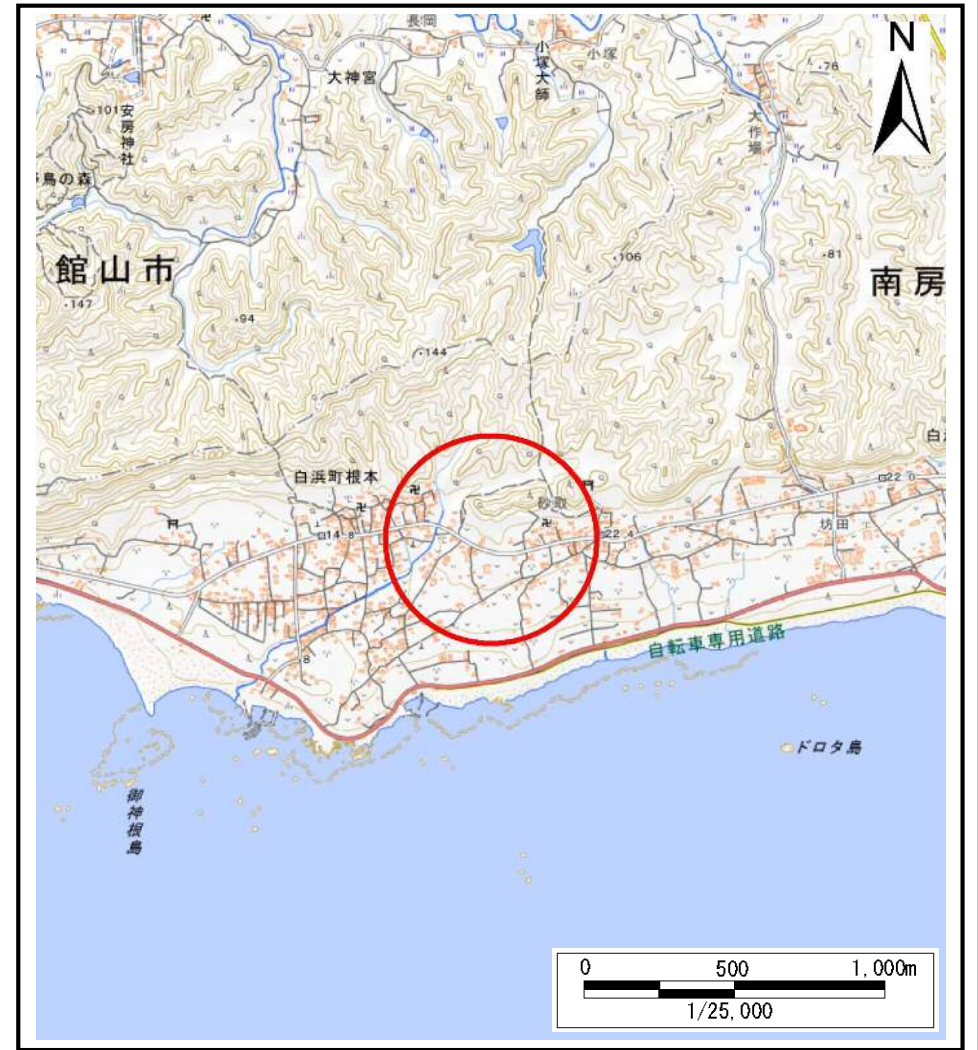 長岡
小塚大師
小塚
N
大神宮
・76
・101
安房神社
大作場
鳥の森
館山市
・106
・81
南房
・147
・94
・144
白浜町根本
白
22.0
砂取
14.8
22.4
坊田
8
自転車専用道路
ドロタ島
御神根島
0 500 1,000m
1/25,000